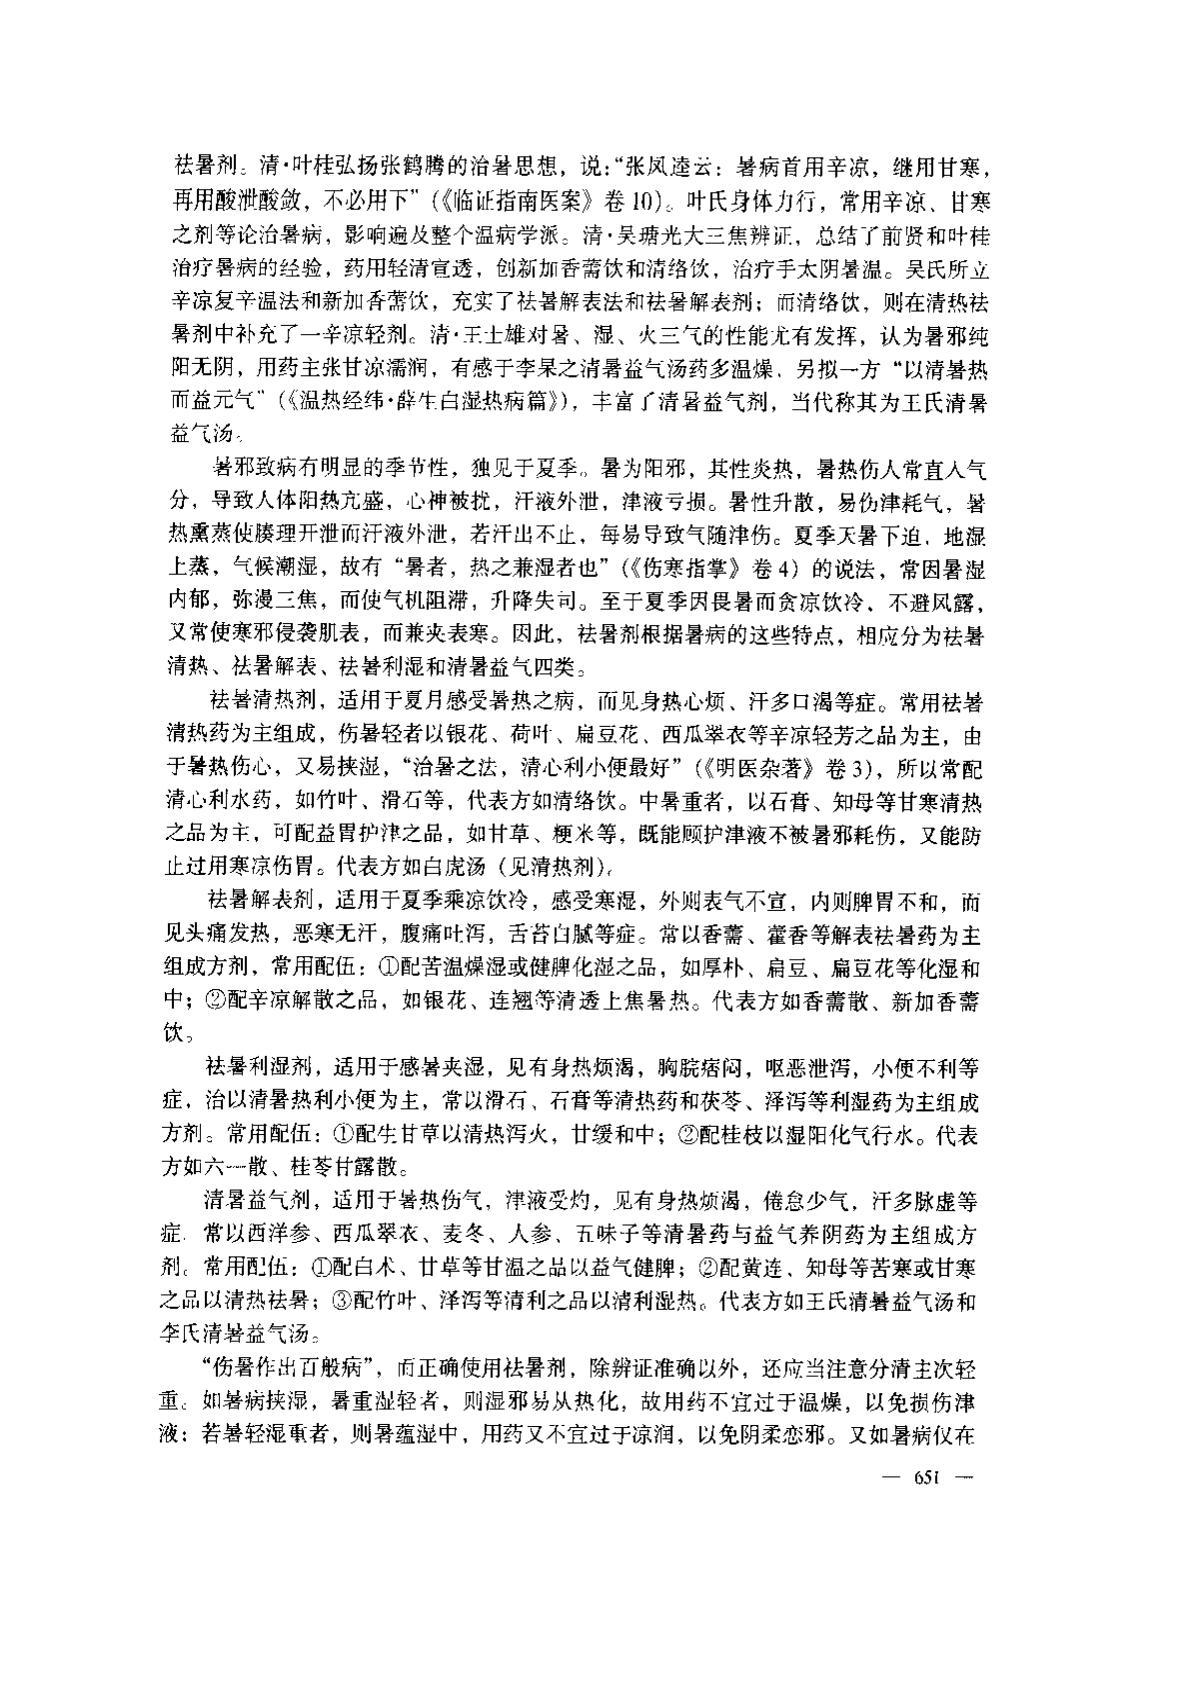 祛暑剂。清·叶桂弘扬张鹤腾的治暑思想，说：“张凤逵云：暑病首用辛凉，继用甘寒，
再用酸泄酸敛，不必用下”（《临证指南医案》卷 10）。叶氏身体力行，常用辛凉、甘寒
之剂等论治暑病，影响遍及整个温病学派。清·吴瑭光大三焦辨证，总结了前贤和叶桂
治疗暑病的经验，药用轻清宣透，创新加香薷饮和清络饮，治疗手太阴暑温。吴氏所立
辛凉复辛温法和新加香薷饮，充实了祛暑解表法和祛暑解表剂；而清络饮，则在清热祛
暑剂中补充了一辛凉轻剂。清·王士雄对暑、湿、火三气的性能尤有发挥，认为暑邪纯
阳无阴，用药主张甘凉濡润，有感于李杲之清暑益气汤药多温燥，另拟一方“以清暑热
而益元气”（《温热经纬·薛生白湿热病篇》），丰富了清暑益气剂，当代称其为王氏清暑
益气汤。
暑邪致病有明显的季节性，独见于夏季。暑为阳邪，其性炎热，暑热伤人常直入气
分，导致人体阳热亢盛，心神被扰，汗液外泄，津液亏损。暑性升散，易伤津耗气，暑
热熏蒸使腠理开泄而汗液外泄，若汗出不止，每易导致气随津伤。夏季天暑下迫，地湿
上蒸，气候潮湿，故有“暑者，热之兼湿者也”（《伤寒指掌》卷 4）的说法，常因暑湿
内郁，弥漫三焦，而使气机阻滞，升降失司。至于夏季因畏暑而贪凉饮冷、不避风露，
又常使寒邪侵袭肌表，而兼夹表寒。因此，祛暑剂根据暑病的这些特点，相应分为祛暑
清热、祛暑解表、祛暑利湿和清暑益气四类。
祛暑清热剂，适用于夏月感受暑热之病，而见身热心烦、汗多口渴等症。常用祛暑
清热药为主组成，伤暑轻者以银花、荷叶、扁豆花、西瓜翠衣等辛凉轻芳之品为主，由
于暑热伤心，又易挟湿，“治暑之法，清心利小便最好”（《明医杂著》卷 3），所以常配
清心利水药，如竹叶、滑石等，代表方如清络饮。中暑重者，以石膏、知母等甘寒清热
之品为主，可配益胃护津之品，如甘草、粳米等，既能顾护津液不被暑邪耗伤，又能防
止过用寒凉伤胃。代表方如白虎汤（见清热剂）。
祛暑解表剂，适用于夏季乘凉饮冷，感受寒湿，外则表气不宣，内则脾胃不和，而
见头痛发热，恶寒无汗，腹痛吐泻，舌苔白腻等症。常以香薷、藿香等解表祛暑药为主
组成方剂，常用配伍：①配苦温燥湿或健脾化湿之品，如厚朴、扁豆、扁豆花等化湿和
中；②配辛凉解散之品，如银花、连翘等清透上焦暑热。代表方如香薷散、新加香薷
饮。
祛暑利湿剂，适用于感暑夹湿，见有身热烦渴，胸脘痞闷，呕恶泄泻，小便不利等
症，治以清暑热利小便为主，常以滑石、石膏等清热药和茯苓、泽泻等利湿药为主组成
方剂。常用配伍：①配生甘草以清热泻火，甘缓和中；②配桂枝以湿阳化气行水。代表
方如六一散、桂苓甘露散。
清暑益气剂，适用于暑热伤气，津液受灼，见有身热烦渴，倦怠少气，汗多脉虚等
症，常以西洋参、西瓜翠衣、麦冬、人参、五味子等清暑药与益气养阴药为主组成方
剂。常用配伍：①配白术、甘草等甘温之品以益气健脾；②配黄连、知母等苦寒或甘寒
之品以清热祛暑；③配竹叶、泽泻等清利之品以清利湿热。代表方如王氏清暑益气汤和
李氏清暑益气汤。
“伤暑作出百般病”，而正确使用祛暑剂，除辨证准确以外，还应当注意分清主次轻
重。如暑病挟湿，暑重湿轻者，则湿邪易从热化，故用药不宜过于温燥，以免损伤津
液；若暑轻湿重者，则暑蕴湿中，用药又不宜过于凉润，以免阴柔恋邪。又如暑病仅在
— 651 —